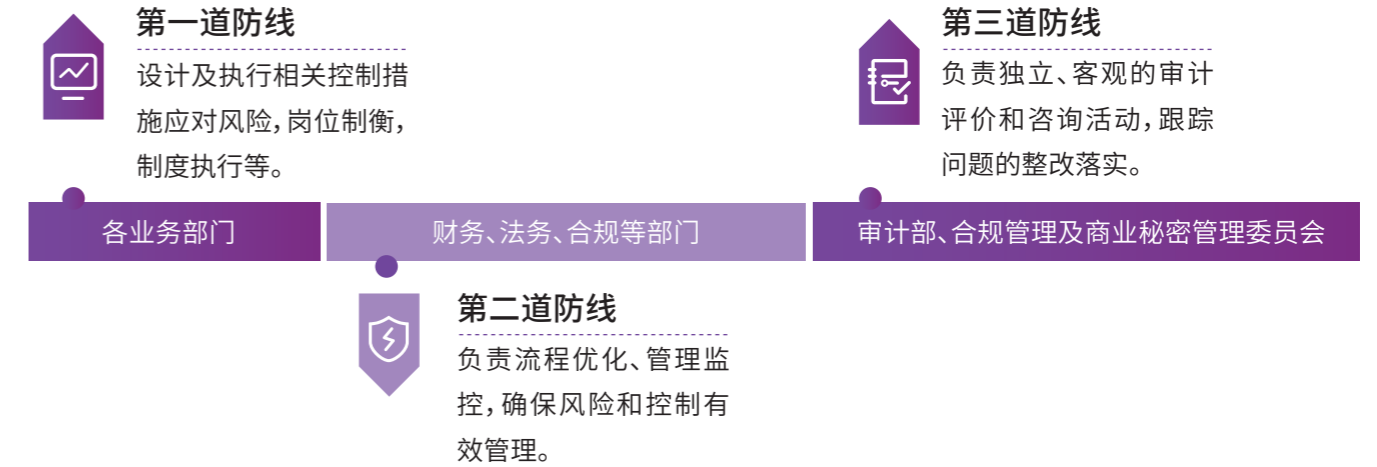 第一道防线
设计及执行相关控制措
施应对风险，岗位制衡，
制度执行等。
第三道防线
负责独立、客观的审计
评价和咨询活动，跟踪
问题的整改落实。
各业务部门
财务、法务、合规等部门
审计部、合规管理及商业秘密管理委员会
第二道防线
负责流程优化、管理监
控，确保风险和控制有
效管理。